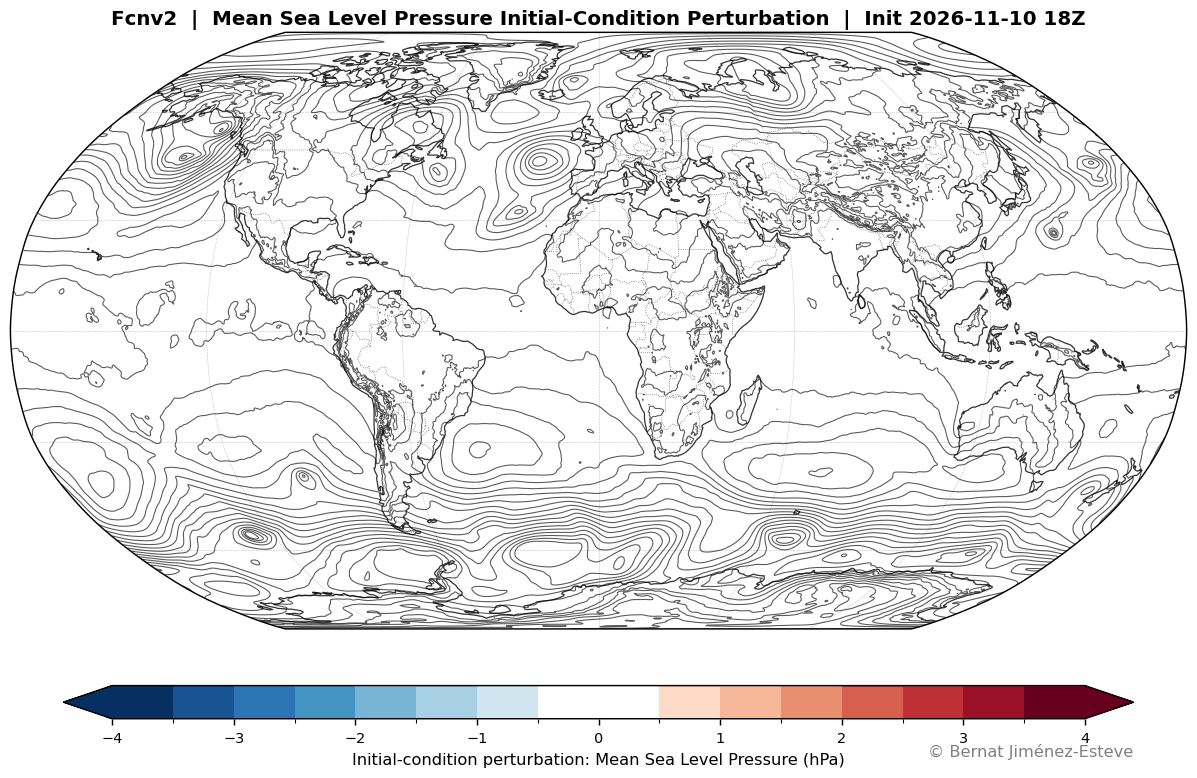 Fcnv2  |  Mean Sea Level Pressure Initial-Condition Perturbation  |  Init 2026-11-10 18Z
−4 −3 −2 −1 0 1 2 3 4
Initial-condition perturbation: Mean Sea Level Pressure (hPa)
© Bernat Jiménez-Esteve